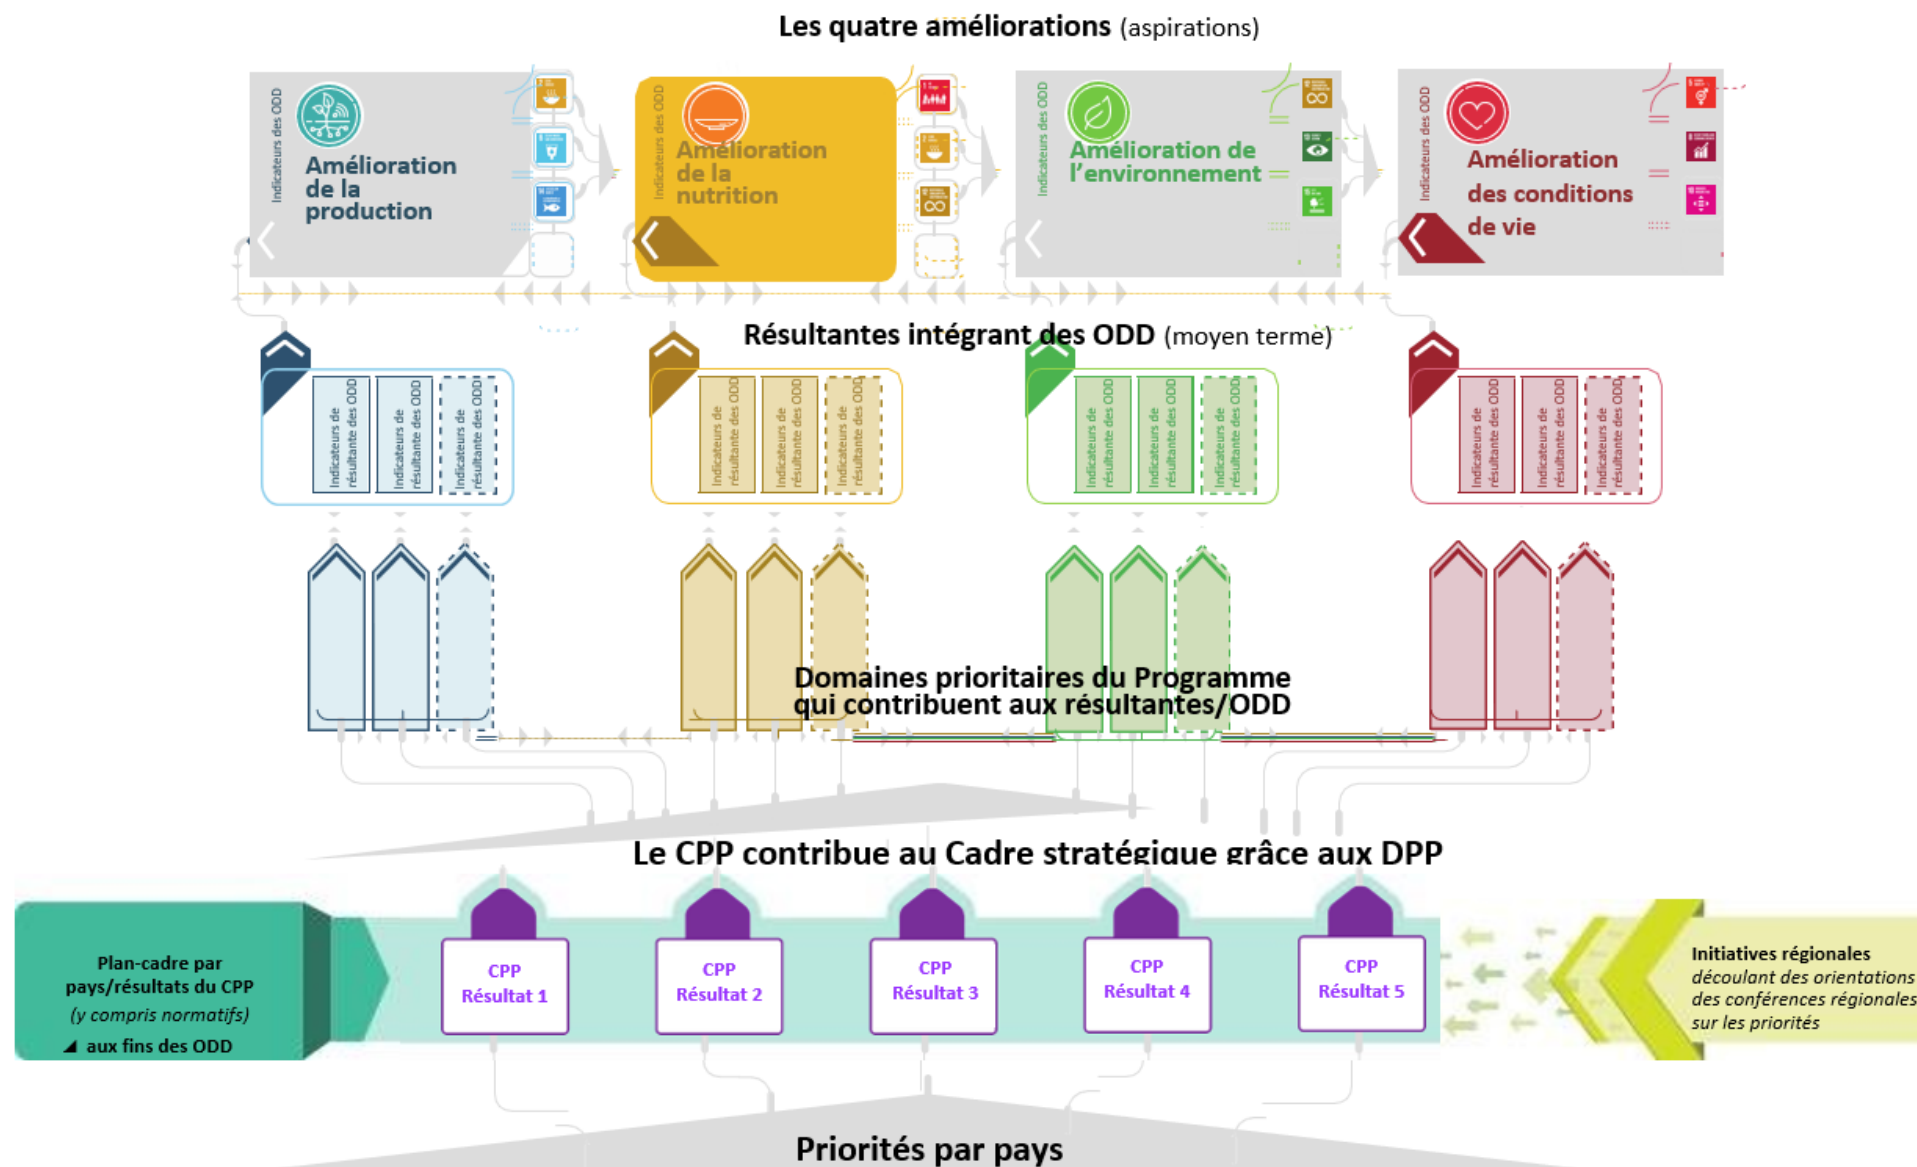 Les quatre améliorations (aspirations)
Indicateurs des ODD
Amélioration
de la
production
Indicateurs des ODD
Amélioration
de la
nutrition
Indicateurs des ODD
Amélioration de
l'environnement
Indicateurs des ODD
Amélioration
des conditions
de vie
Résultantes intégrant des ODD (moyen terme)
Indicateurs de
résultante des ODD
Indicateurs de
résultante des ODD
Indicateurs de
résultante des ODD
Indicateurs de
résultante des ODD
Indicateurs de
résultante des ODD
Indicateurs de
résultante des ODD
Indicateurs de
résultante des ODD
Indicateurs de
résultante des ODD
Indicateurs de
résultante des ODD
Indicateurs de
résultante des ODD
Indicateurs de
résultante des ODD
Indicateurs de
résultante des ODD
Domaines prioritaires du Programme
qui contribuent aux résultantes/ODD
Le CPP contribue au Cadre stratégique grâce aux DPP
Plan-cadre par
pays/résultats du CPP
(y compris normatifs)
aux fins des ODD
CPP
Résultat 1
CPP
Résultat 2
CPP
Résultat 3
CPP
Résultat 4
CPP
Résultat 5
Initiatives régionales
découlant des orientations
des conférences régionales
sur les priorités
Priorités par pays